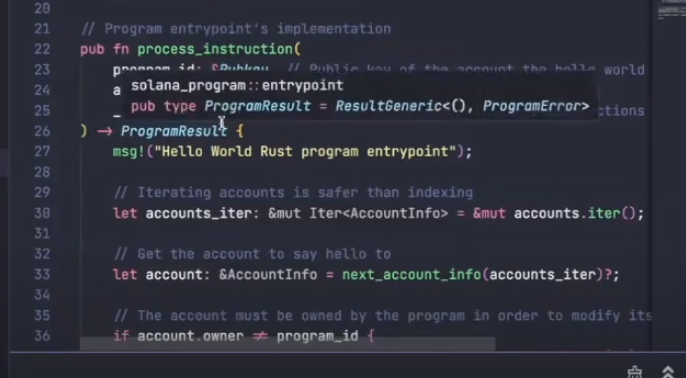 20
21 // Program entrypoint's implementation
22 pub fn process_instruction(
23 program_id: &Pubkey, // Public key of the account the hello world
solana_program::entrypoint
24 a
pub type ProgramResult = ResultGeneric<(), ProgramError>
25 _ ctions
26 ) -> ProgramResult {
27 msg!("Hello World Rust program entrypoint");
28
29 // Iterating accounts is safer than indexing
30 let accounts_iter: &mut Iter<AccountInfo> = &mut accounts.iter();
31
32 // Get the account to say hello to
33 let account: &AccountInfo = next_account_info(accounts_iter)?;
34
35 // The account must be owned by the program in order to modify its
36 if account.owner ≠ program_id {